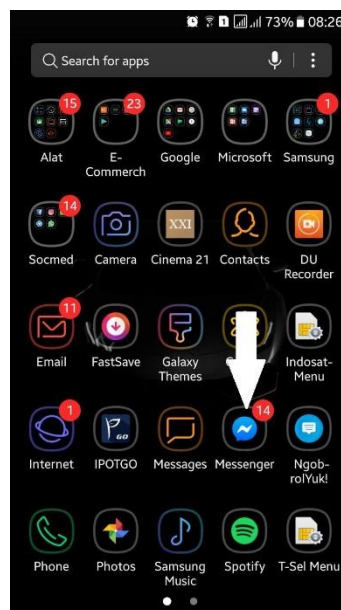 73% 08:26
Search for apps
15 23 1
Alat E- Google Microsoft Samsung
Commerch
14
XXI
Socmed Camera Cinema 21 Contacts DU
Recorder
11
Email FastSave Galaxy Indosat-
Themes Menu
1 14
GO
Internet IPOTGO Messages Messenger Ngob-
rolYuk!
Phone Photos Samsung Spotify T-Sel Menu
Music